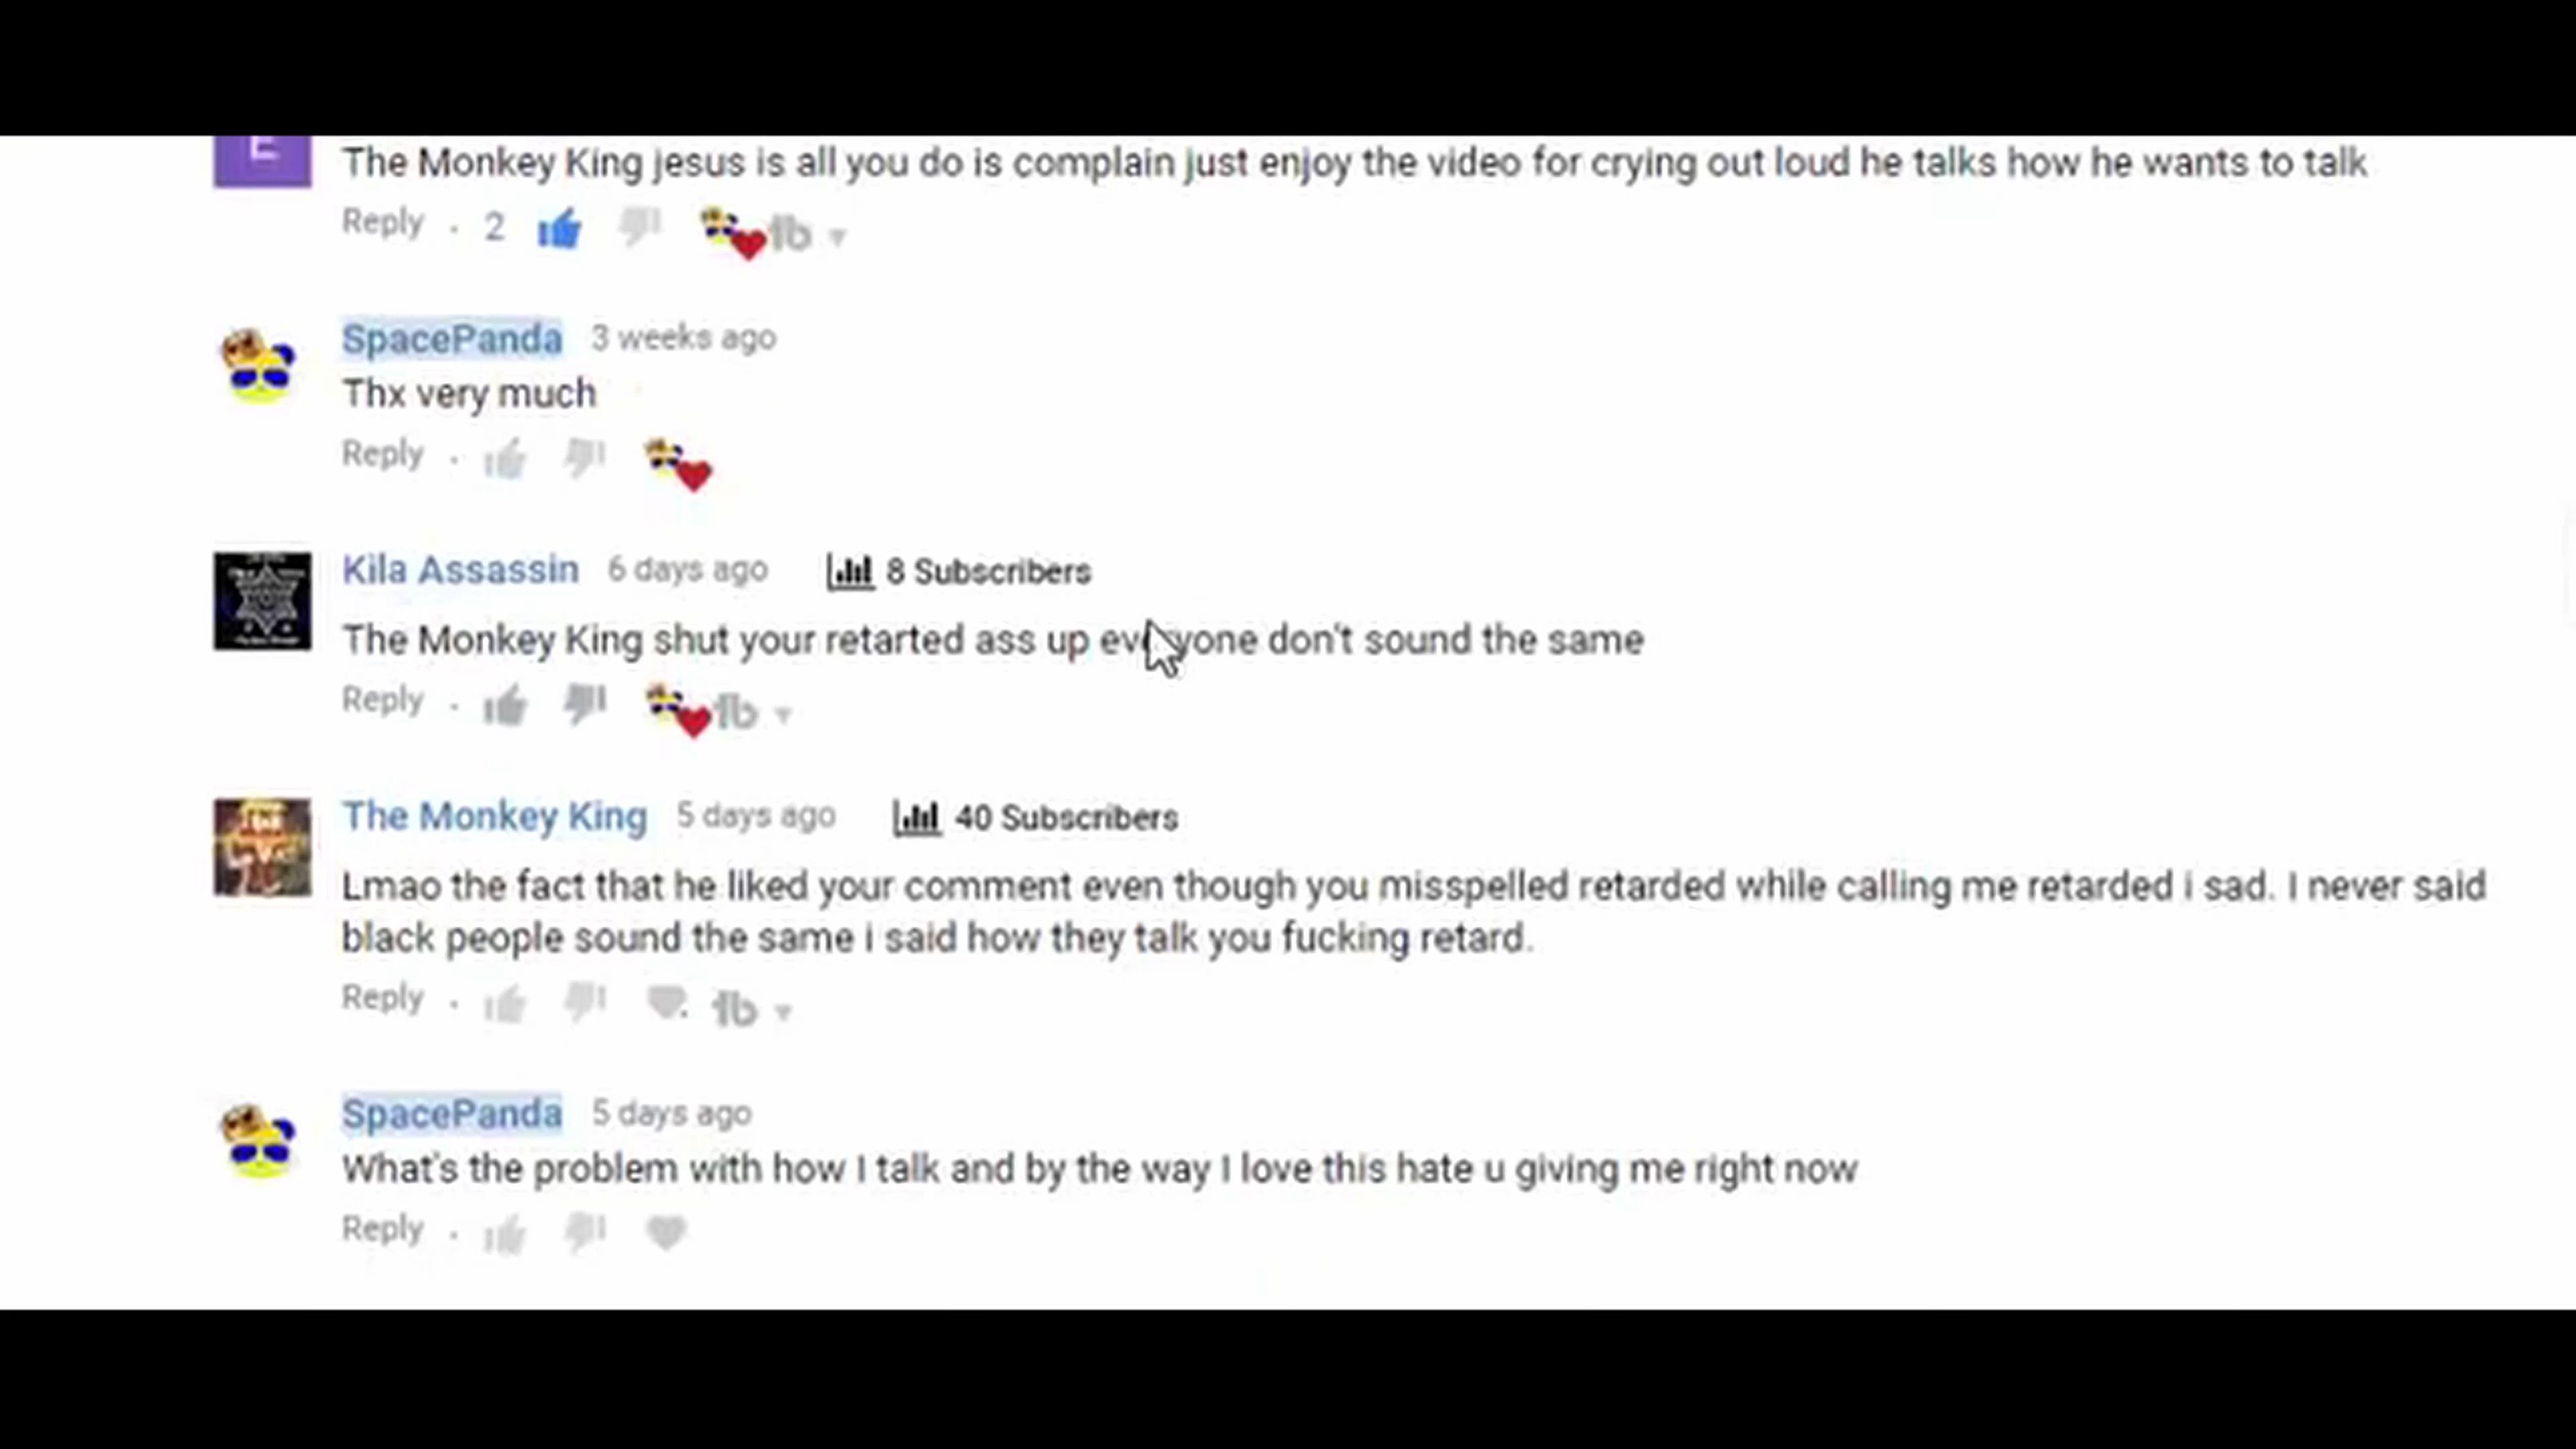 E
The Monkey King jesus is all you do is complain just enjoy the video for crying out loud he talks how he wants to talk
Reply . 2 tb
SpacePanda 3 weeks ago
Thx very much
Reply .
Kila Assassin 6 days ago 8 Subscribers
The Monkey King shut your retarted ass up everyone don't sound the same
Reply . tb
The Monkey King 5 days ago 40 Subscribers
Lmao the fact that he liked your comment even though you misspelled retarded while calling me retarded i sad. I never said
black people sound the same i said how they talk you fucking retard.
Reply . tb
SpacePanda 5 days ago
What's the problem with how I talk and by the way I love this hate u giving me right now
Reply .